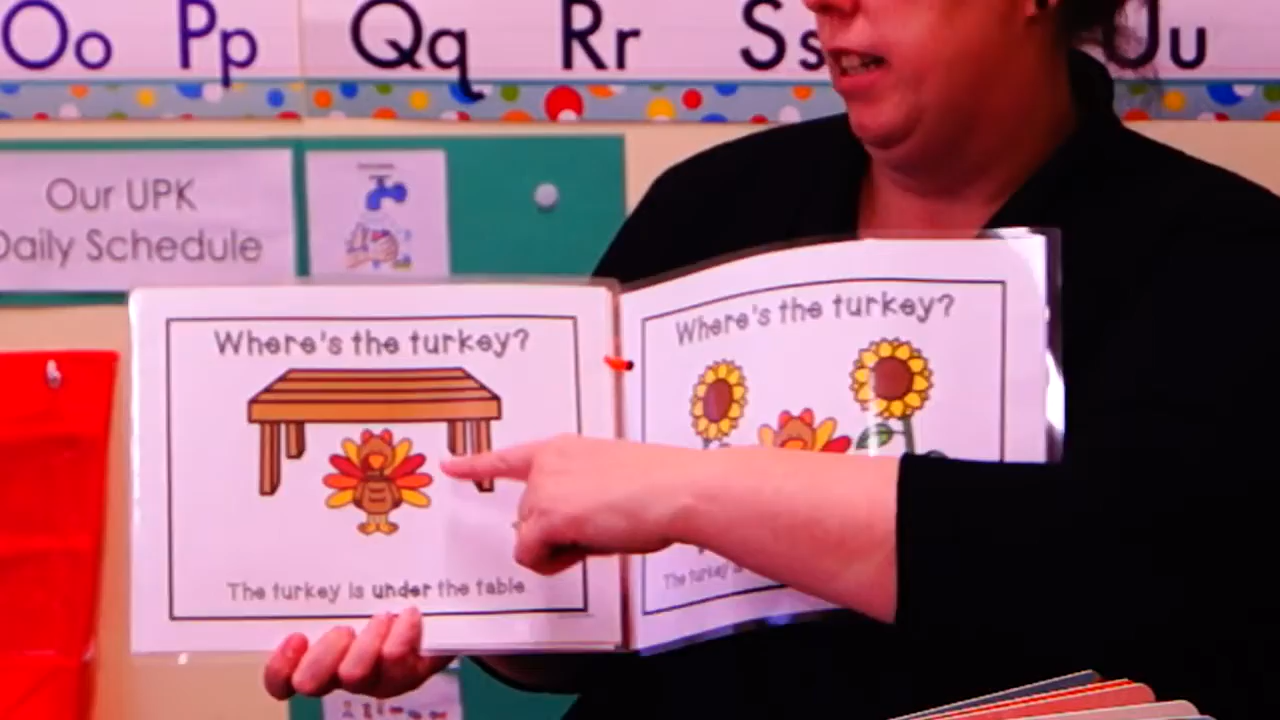 Oo Pp Qq Rr Ss Uu
Our UPK
Daily Schedule
Where's the turkey?
The turkey is under the table.
Where's the turkey?
The turkey